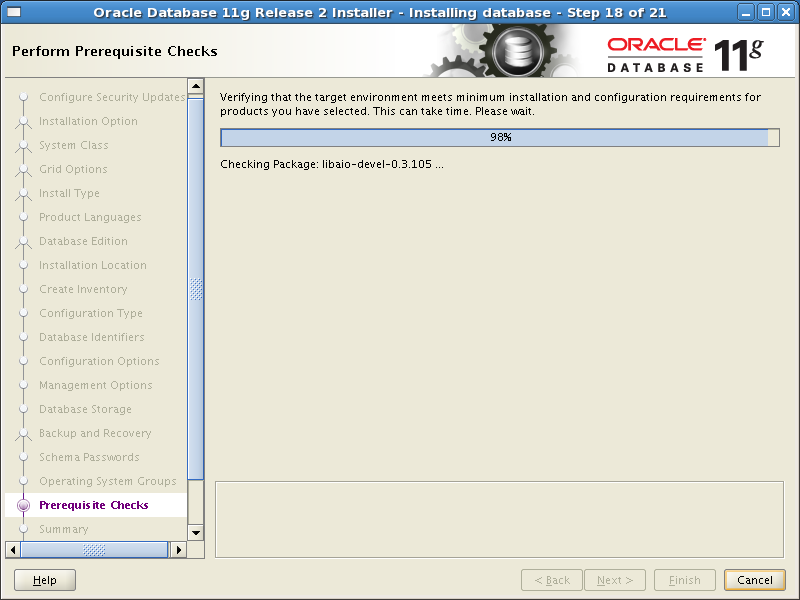 Oracle Database 11g Release 2 Installer - Installing database - Step 18 of 21
Perform Prerequisite Checks
ORACLE
DATABASE
11g
Configure Security Updates
Installation Option
System Class
Grid Options
Install Type
Product Languages
Database Edition
Installation Location
Create Inventory
Configuration Type
Database Identifiers
Configuration Options
Management Options
Database Storage
Backup and Recovery
Schema Passwords
Operating System Groups
Prerequisite Checks
Summary
Verifying that the target environment meets minimum installation and configuration requirements for
products you have selected. This can take time. Please wait.
98%
Checking Package: libaio-devel-0.3.105 ...
Help
< Back
Next >
Finish
Cancel